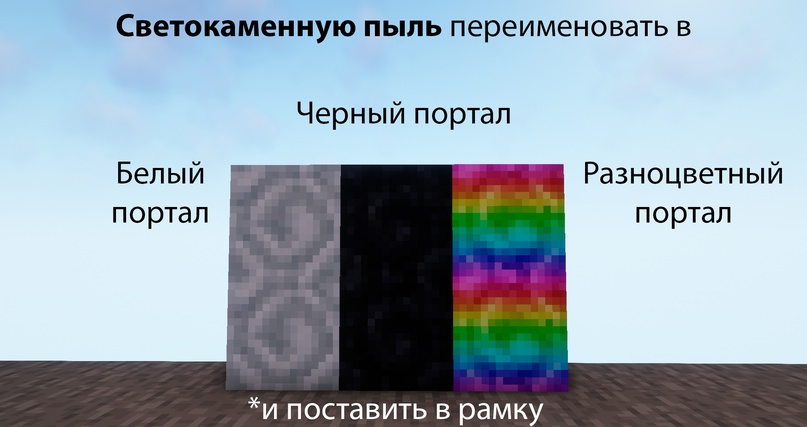 Светокаменную пыль переименовать в
Черный портал
Белый
портал
Разноцветный
портал
*и поставить в рамку